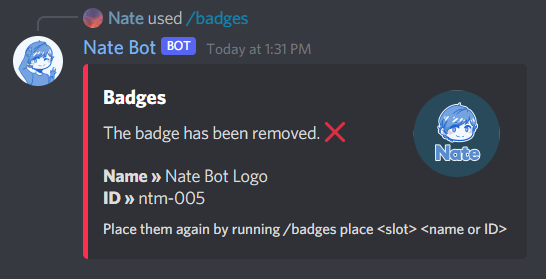 Nate used /badges
Nate Bot BOT Today at 1:31 PM
Badges
The badge has been removed. ❌
Name » Nate Bot Logo
ID » ntm-005
Place them again by running /badges place <slot> <name or ID>
Nate